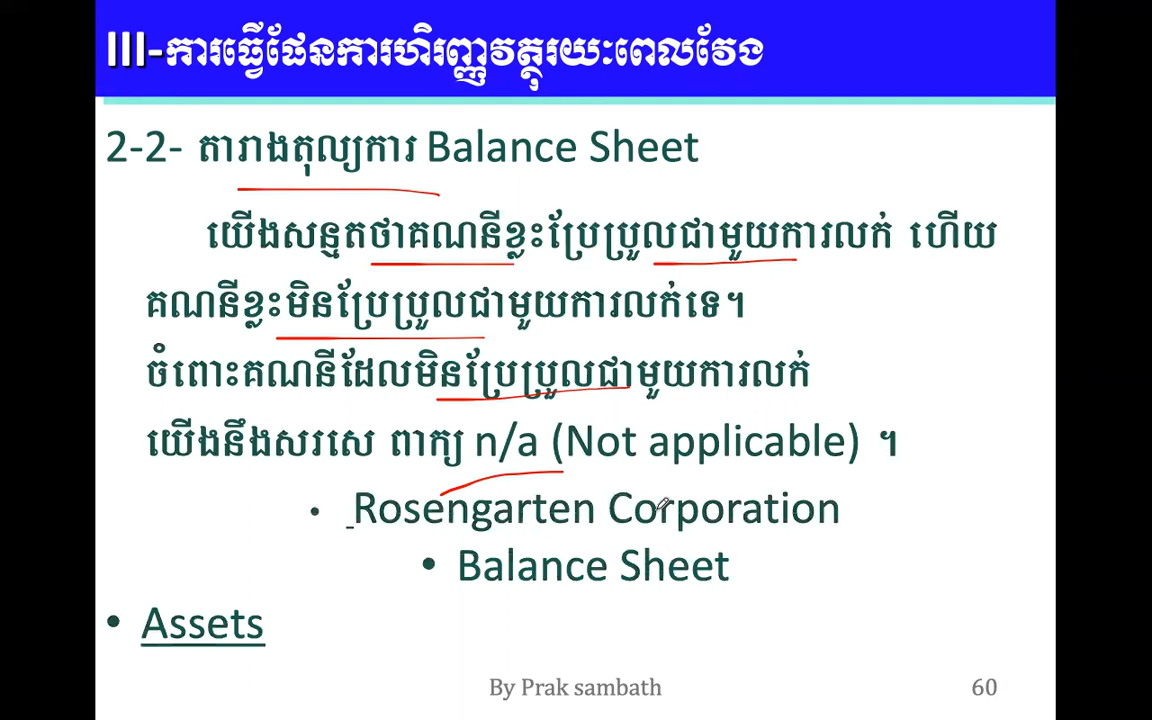 III-ការធ្វើផែនការហិរញ្ញវត្ថុរយៈពេលវែង
2-2- តារាងតុល្យការ Balance Sheet
យើងសន្មតថាគណនីខ្លះប្រែប្រួលជាមួយការលក់ ហើយ
គណនីខ្លះមិនប្រែប្រួលជាមួយការលក់ទេ។
ចំពោះគណនីដែលមិនប្រែប្រួលជាមួយការលក់
យើងនឹងសរសេ ពាក្យ n/a (Not applicable) ។
• Rosengarten Corporation
• Balance Sheet
• Assets
By Prak sambath 60